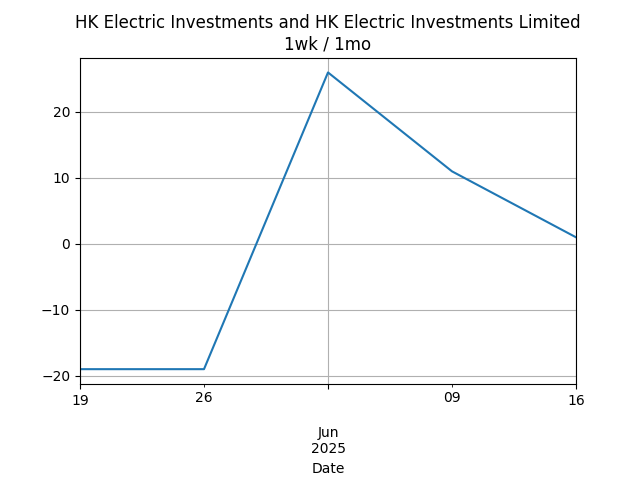 HK Electric Investments and HK Electric Investments Limited
1wk / 1mo
20
10
0
−10
−20
19
26
09
16
Jun
2025
Date